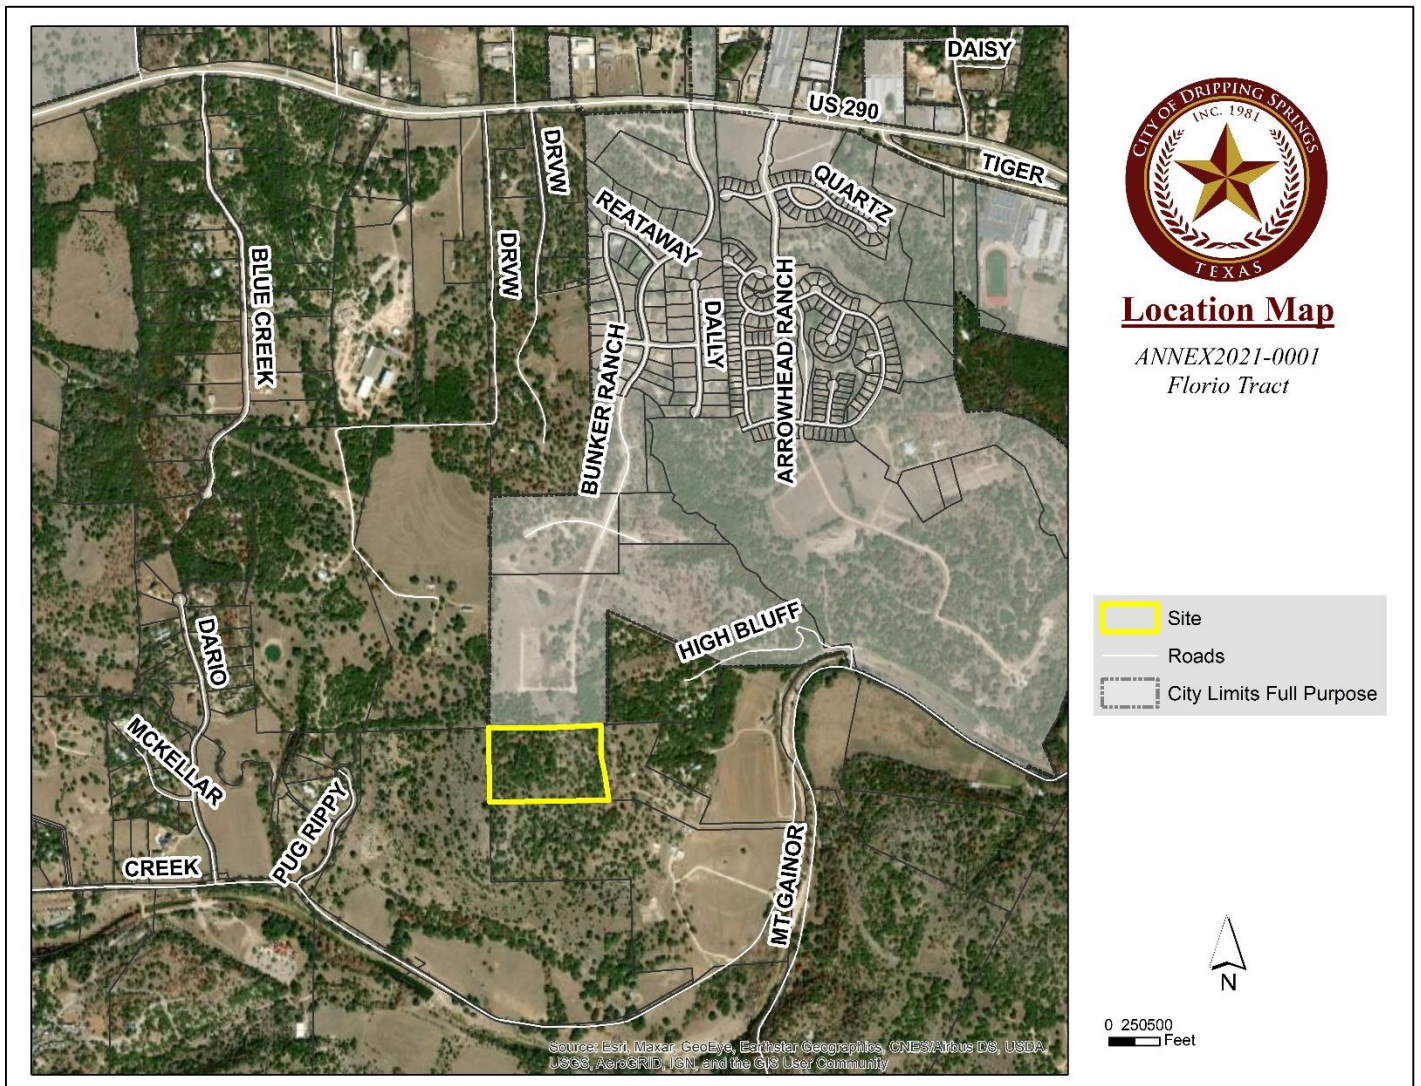 DAISY
US 290
TIGER
DRVW
QUARTZ
REATAWAY
DRVW
BLUE CREEK
ARROWHEAD RANCH
DALLY
BUNKER RANCH
HIGH BLUFF
DARIO
MCKELLAR
PUG RIPPY
CREEK
MT GAINOR
Source: Esri, Maxar, GeoEye, Earthstar Geographics, CNES/Airbus DS, USDA,
USGS, AeroGRID, IGN, and the GIS User Community
CITY OF DRIPPING SPRINGS
INC. 1981
TEXAS
Location Map
ANNEX2021-0001
Florio Tract
Site
Roads
City Limits Full Purpose
N
0 250500
Feet